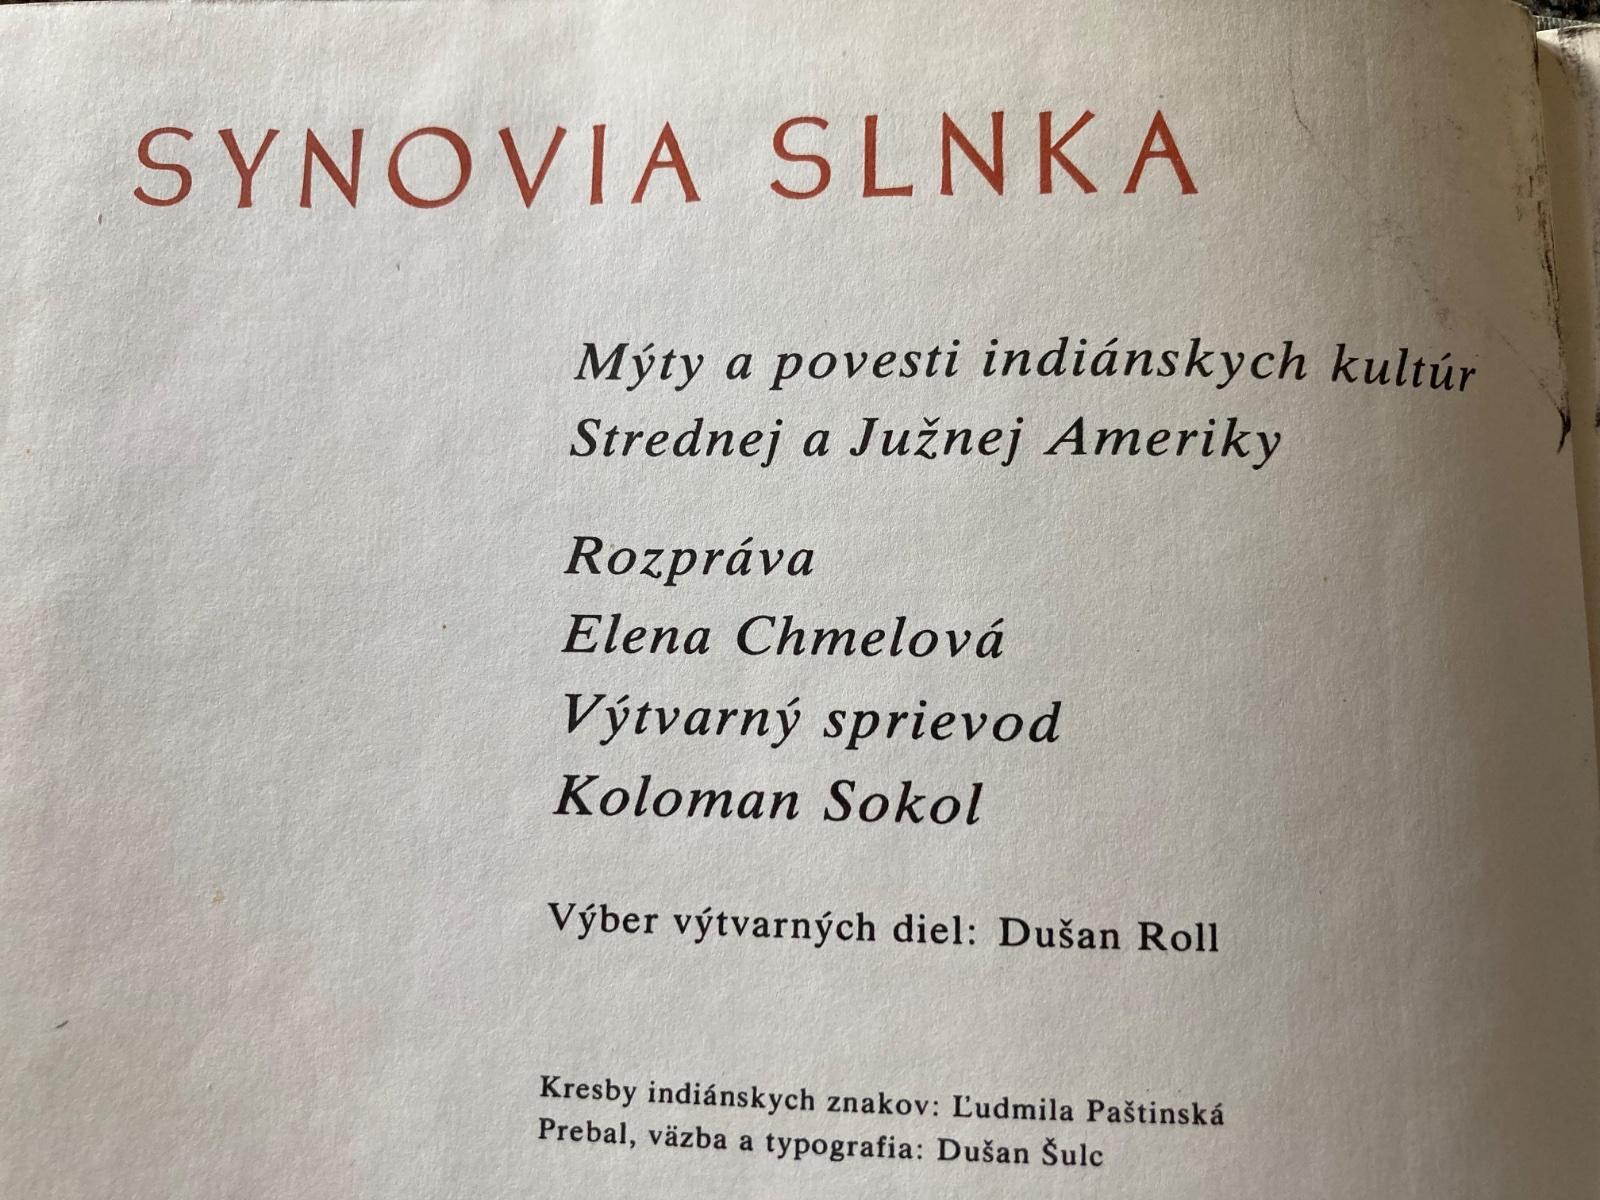 SYNOVIA SLNKA
Mýty a povesti indiánskych kultúr
Strednej a Južnej Ameriky
Rozpráva
Elena Chmelová
Výtvarný sprievod
Koloman Sokol
Výber výtvarných diel: Dušan Roll
Kresby indiánskych znakov: Ľudmila Paštinská
Prebal, väzba a typografia: Dušan Šulc